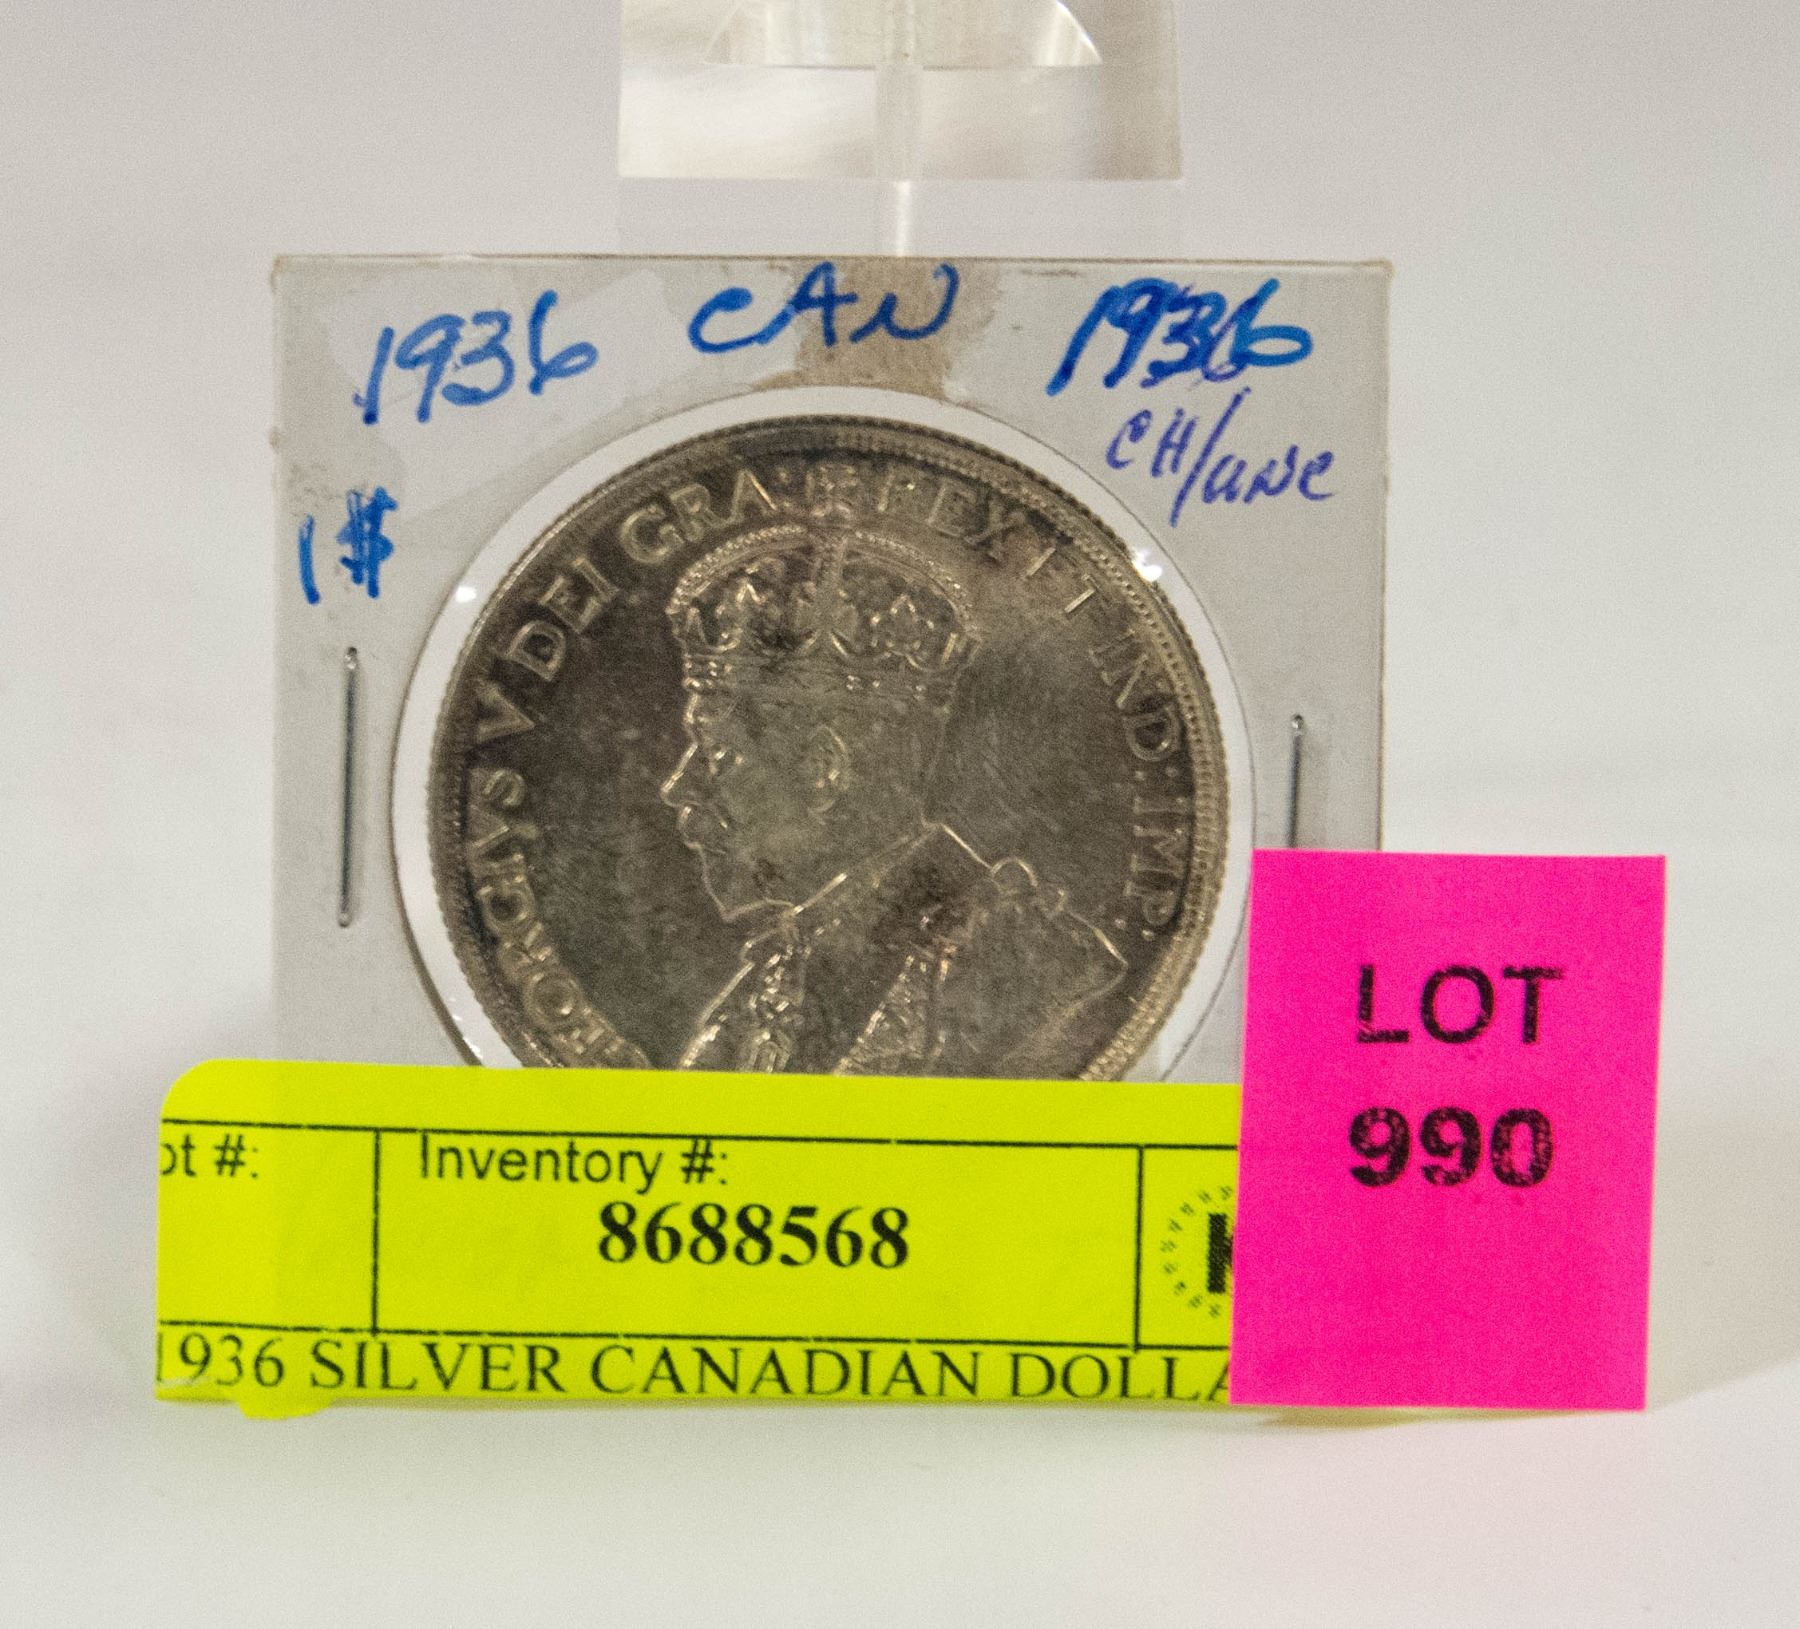 1936 CAN 1936
CH/UNC
1$
GEORGIVS V DEI GRA: REX ET IND: IMP:
LOT
990
ot #:
Inventory #:
8688568
1936 SILVER CANADIAN DOLLA